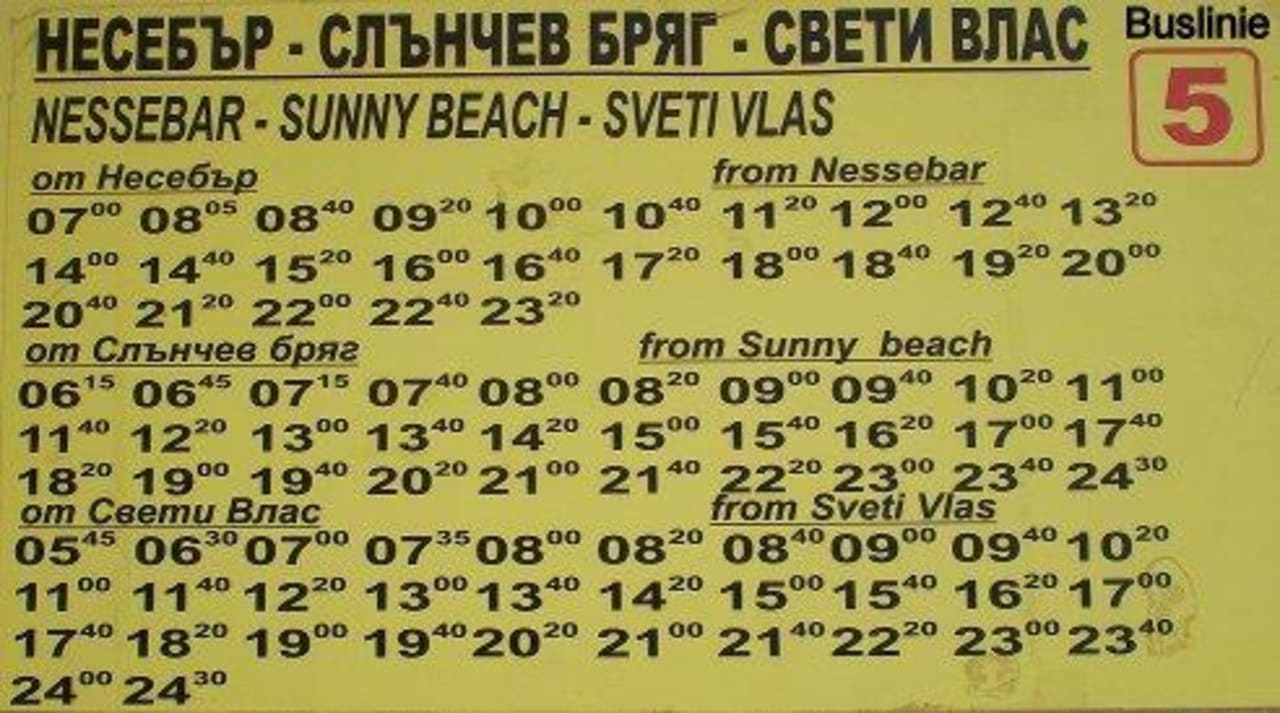 НЕСЕБЪР - СЛЪНЧЕВ БРЯГ - СВЕТИ ВЛАС Buslinie
5
NESSEBAR - SUNNY BEACH - SVETI VLAS
от Несебър from Nessebar
07⁰⁰ 08⁰⁵ 08⁴⁰ 09²⁰ 10⁰⁰ 10⁴⁰ 11²⁰ 12⁰⁰ 12⁴⁰ 13²⁰
14⁰⁰ 14⁴⁰ 15²⁰ 16⁰⁰ 16⁴⁰ 17²⁰ 18⁰⁰ 18⁴⁰ 19²⁰ 20⁰⁰
20⁴⁰ 21²⁰ 22⁰⁰ 22⁴⁰ 23²⁰
от Слънчев бряг from Sunny beach
06¹⁵ 06⁴⁵ 07¹⁵ 07⁴⁰ 08⁰⁰ 08²⁰ 09⁰⁰ 09⁴⁰ 10²⁰ 11⁰⁰
11⁴⁰ 12²⁰ 13⁰⁰ 13⁴⁰ 14²⁰ 15⁰⁰ 15⁴⁰ 16²⁰ 17⁰⁰ 17⁴⁰
18²⁰ 19⁰⁰ 19⁴⁰ 20²⁰ 21⁰⁰ 21⁴⁰ 22²⁰ 23⁰⁰ 23⁴⁰ 24³⁰
от Свети Влас from Sveti Vlas
05⁴⁵ 06³⁰ 07⁰⁰ 07³⁵ 08⁰⁰ 08²⁰ 08⁴⁰ 09⁰⁰ 09⁴⁰ 10²⁰
11⁰⁰ 11⁴⁰ 12²⁰ 13⁰⁰ 13⁴⁰ 14²⁰ 15⁰⁰ 15⁴⁰ 16²⁰ 17⁰⁰
17⁴⁰ 18²⁰ 19⁰⁰ 19⁴⁰ 20²⁰ 21⁰⁰ 21⁴⁰ 22²⁰ 23⁰⁰ 23⁴⁰
24⁰⁰ 24³⁰